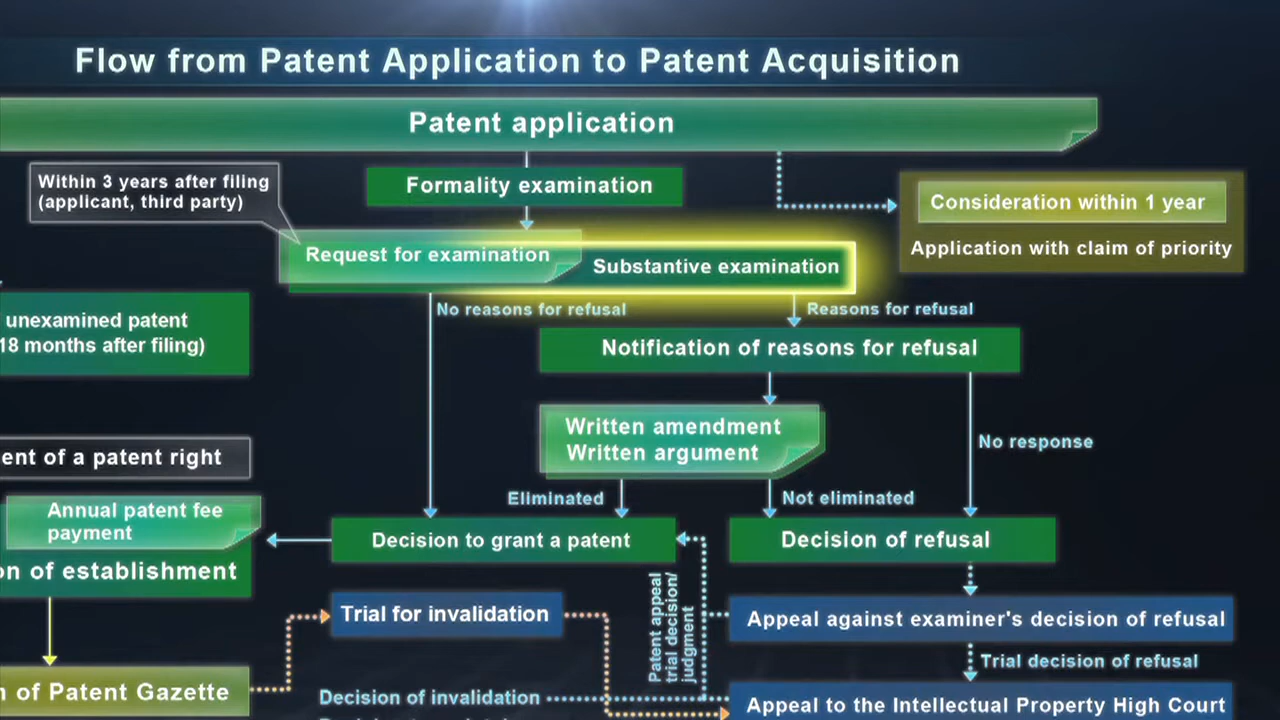 Flow from Patent Application to Patent Acquisition
Patent application
Within 3 years after filing
(applicant, third party)
Formality examination
Consideration within 1 year
Application with claim of priority
Request for examination
Substantive examination
No reasons for refusal
Reasons for refusal
unexamined patent
18 months after filing)
Notification of reasons for refusal
Written amendment
Written argument
No response
ent of a patent right
Eliminated
Not eliminated
Annual patent fee
payment
Decision to grant a patent
Decision of refusal
on of establishment
Patent appeal
trial decision/
judgment
Trial for invalidation
Appeal against examiner's decision of refusal
Trial decision of refusal
n of Patent Gazette
Decision of invalidation
Appeal to the Intellectual Property High Court